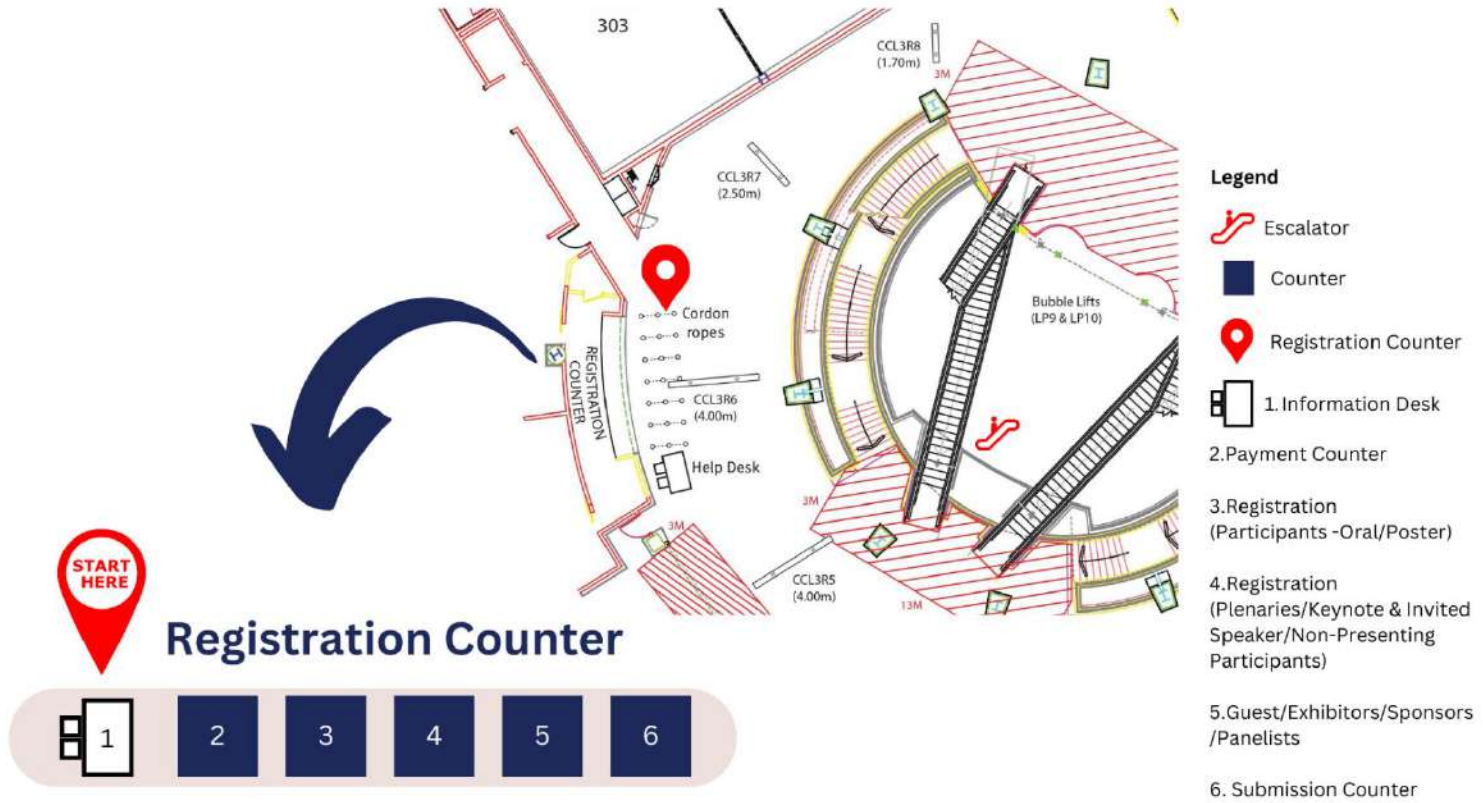 303
CCL3R8
(1.70m)
3M
CCL3R7
(2.50m)
Bubble Lifts
(LP9 & LP10)
Cordon
ropes
REGISTRATION
COUNTER
CCL3R6
(4.00m)
Help Desk
3M
3M
CCL3R5
(4.00m)
13M
Legend
Escalator
Counter
Registration Counter
1.Information Desk
2.Payment Counter
3.Registration
(Participants -Oral/Poster)
4.Registration
(Plenaries/Keynote & Invited
Speaker/Non-Presenting
Participants)
5.Guest/Exhibitors/Sponsors
/Panelists
6. Submission Counter
START
HERE
Registration Counter
1 2 3 4 5 6